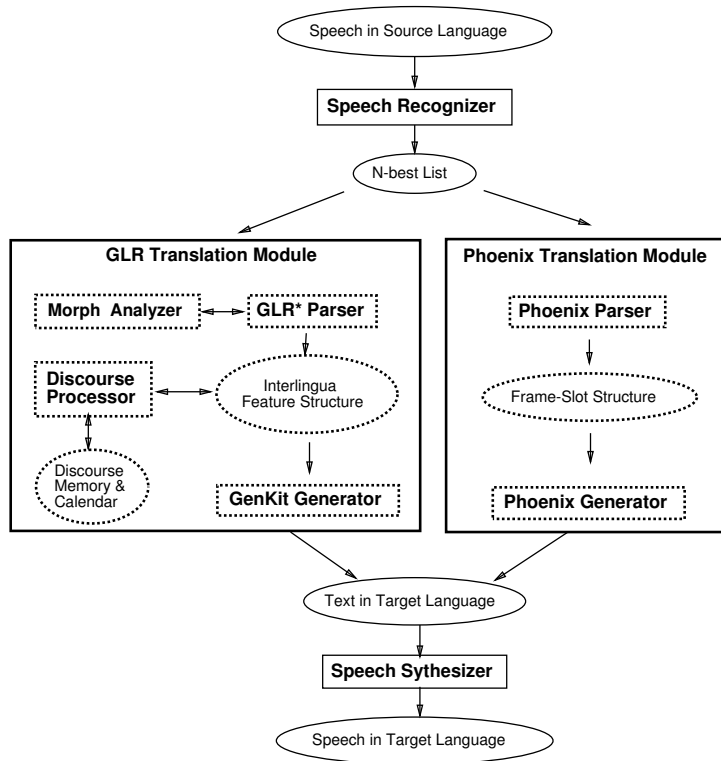 Speech in Source Language
Speech Recognizer
N-best List
GLR Translation Module
Morph Analyzer
GLR* Parser
Discourse
Processor
Interlingua
Feature Structure
Discourse
Memory &
Calendar
GenKit Generator
Phoenix Translation Module
Phoenix Parser
Frame-Slot Structure
Phoenix Generator
Text in Target Language
Speech Sythesizer
Speech in Target Language